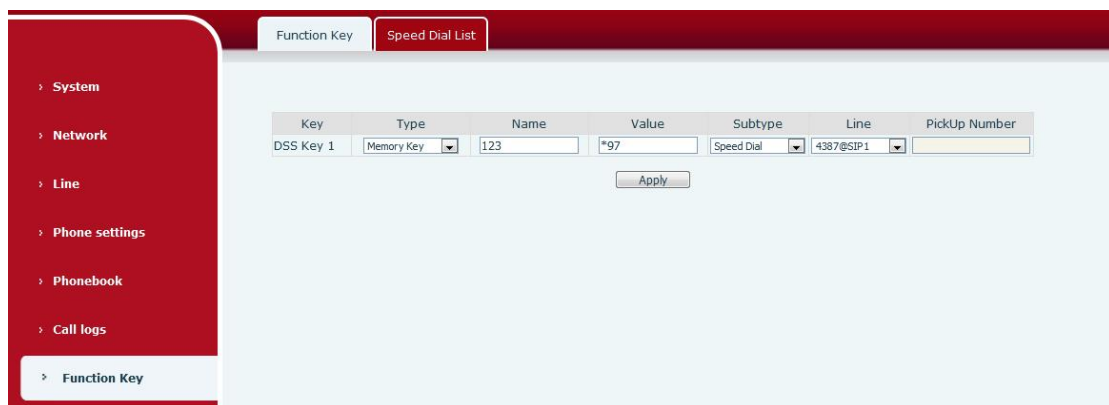 Function Key Speed Dial List
› System
› Network
› Line
› Phone settings
› Phonebook
› Call logs
› Function Key
Key Type Name Value Subtype Line PickUp Number
DSS Key 1 Memory Key 123 *97 Speed Dial 4387@SIP1
Apply